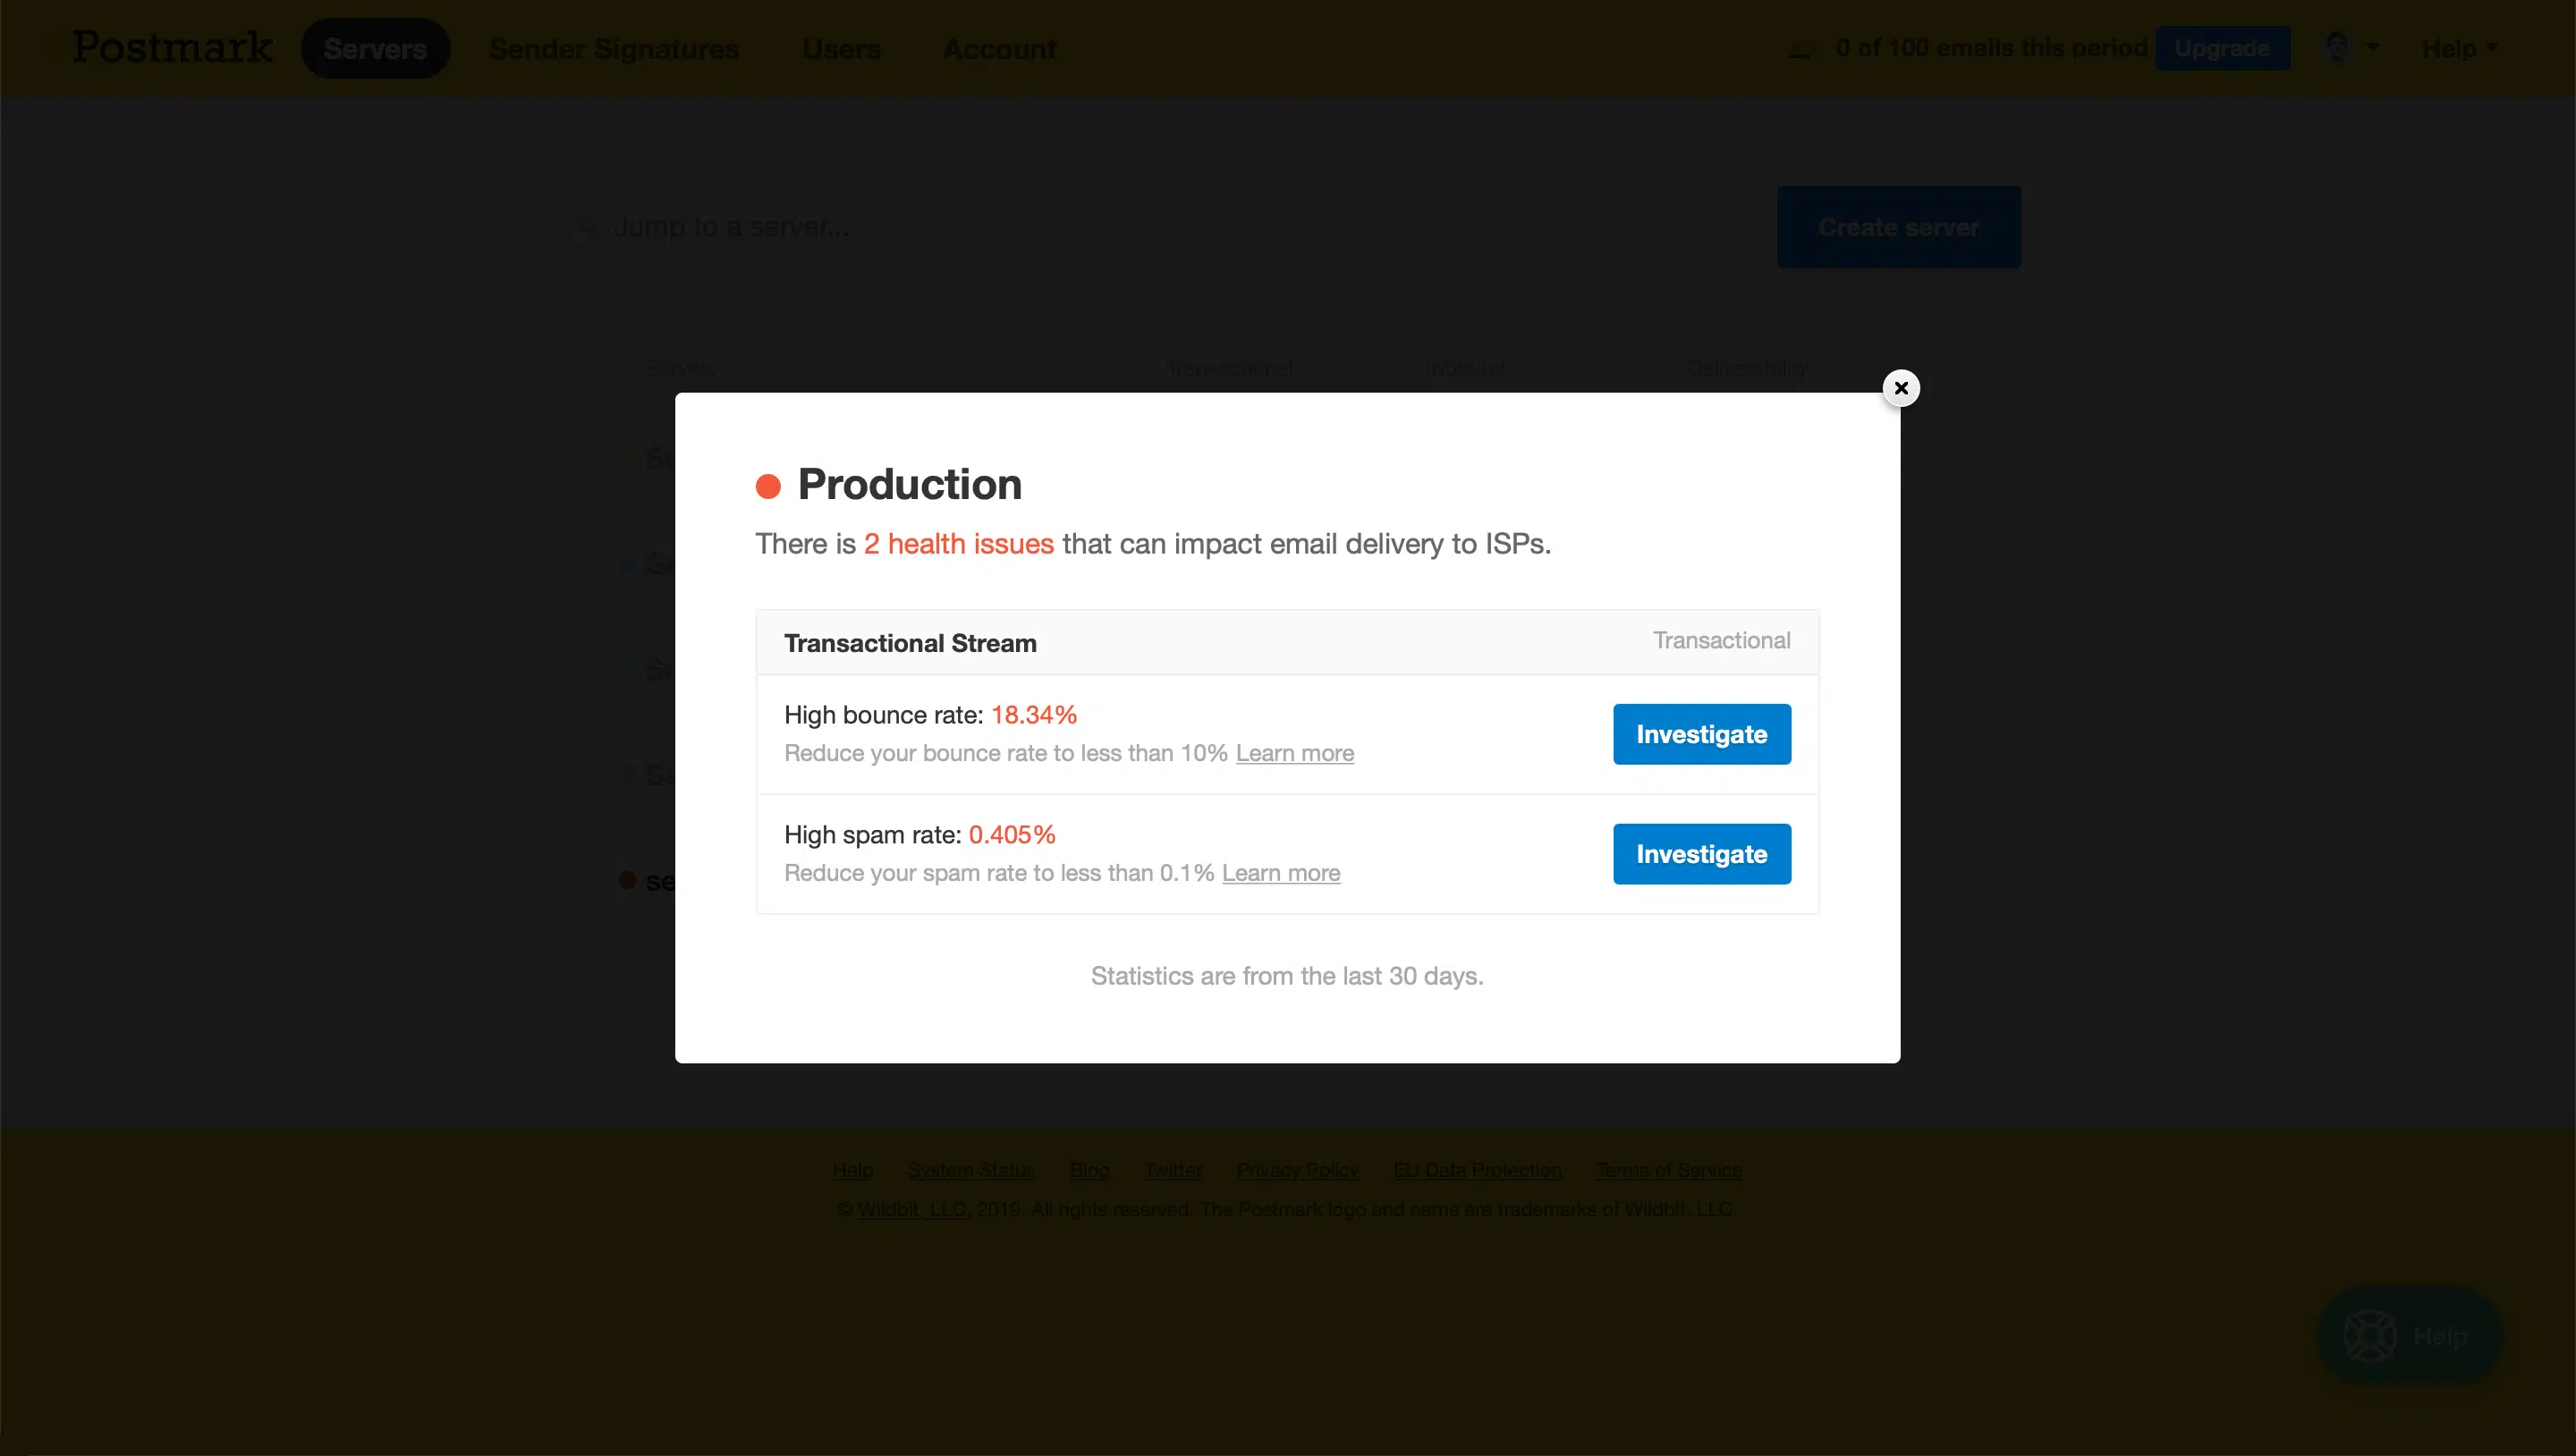 Postmark Servers Sender Signatures Users Account 0 of 100 emails this period Upgrade Help
Jump to a server... Create server
Servers Transactional Inbound Deliverability
Production
There is 2 health issues that can impact email delivery to ISPs.
Transactional Stream Transactional
High bounce rate: 18.34%
Reduce your bounce rate to less than 10% Learn more
Investigate
High spam rate: 0.405%
Reduce your spam rate to less than 0.1% Learn more
Investigate
Statistics are from the last 30 days.
Help System Status Blog Twitter Privacy Policy EU Data Protection Terms of Service
© Wildbit, LLC, 2019. All rights reserved. The Postmark logo and name are trademarks of Wildbit, LLC
Help